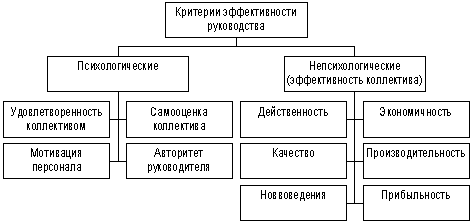 Критерии эффективности
руководства
Психологические
Непсихологические
(эффективность коллектива)
Удовлетворенность
коллективом
Самооценка
коллектива
Мотивация
персонала
Авторитет
руководителя
Действенность
Экономичность
Качество
Производительность
Нововведения
Прибыльность